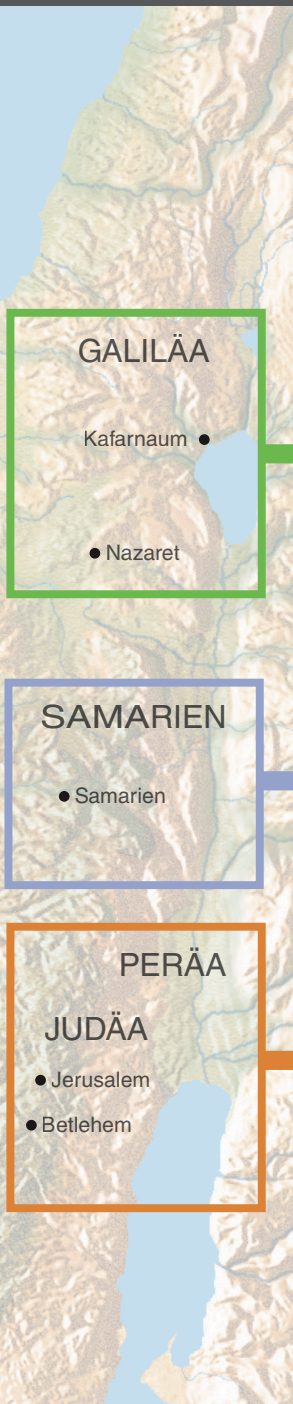 GALILÄA
Kafarnaum
Nazaret
SAMARIEN
Samarien
PERÄA
JUDÄA
Jerusalem
Betlehem